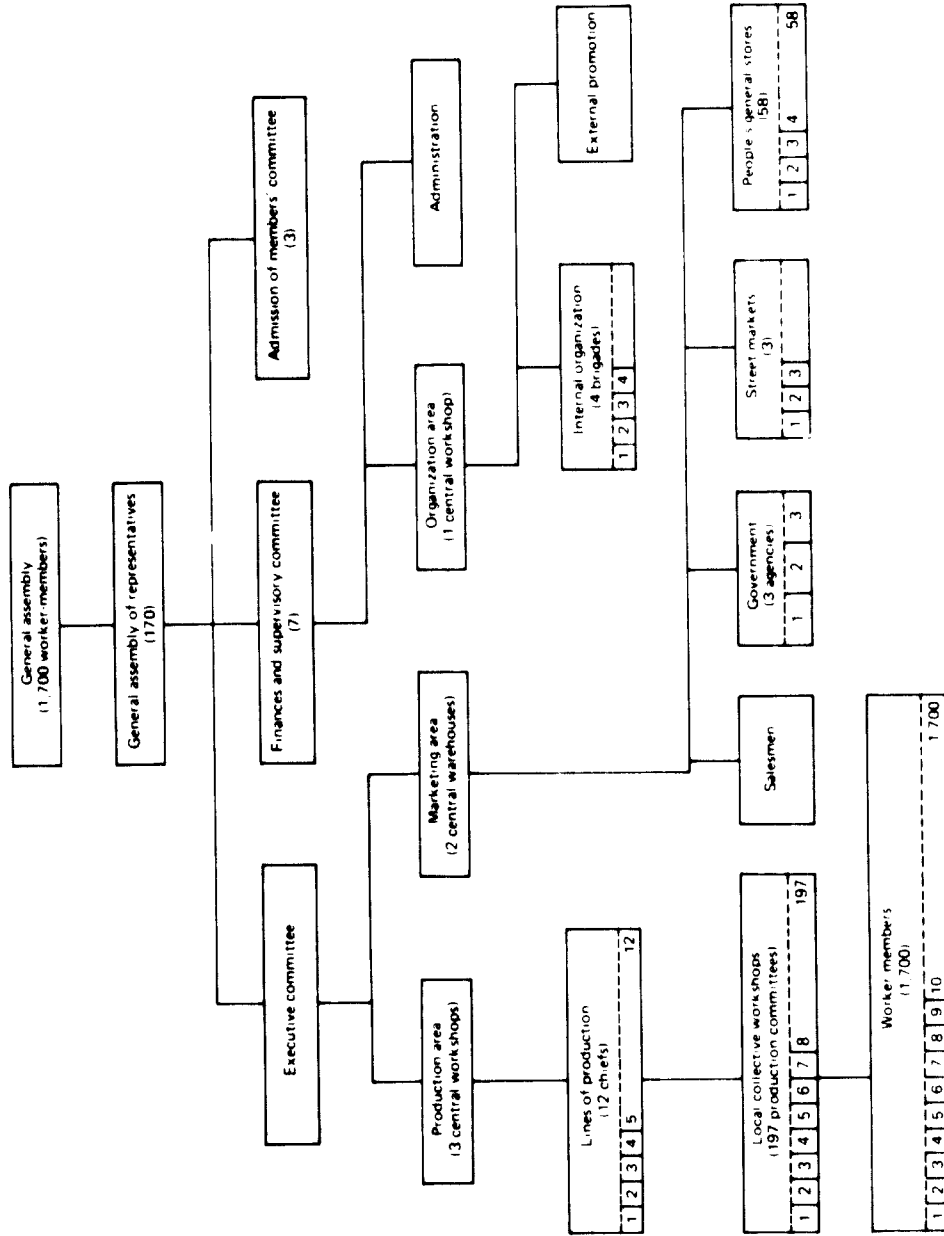 General assembly
(1,700 worker-members)
General assembly of representatives
(170)
Executive committee
Finances and supervisory committee
(7)
Admission of members' committee
(3)
Production area
(3 central workshops)
Marketing area
(2 central warehouses)
Organization area
(1 central workshop)
Administration
Lines of production
(12 chiefs)
1 2 3 4 5 12
Internal organization
(4 brigades)
1 2 3 4
External promotion
Local collective workshops
(197 production committees)
1 2 3 4 5 6 7 8 197
Salesmen
Government
(3 agencies)
1 2 3
Street markets
(3)
1 2 3
People's general stores
(58)
1 2 3 4 58
Worker members
(1,700)
1 2 3 4 5 6 7 8 9 10 1 700